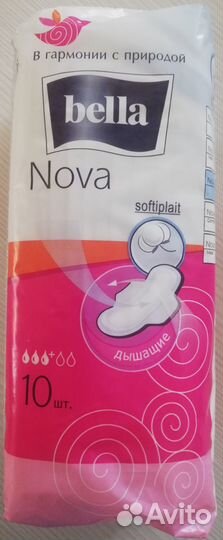 В гармонии с природой
bella
Nova
softiplait
дышащие
10 шт.
Avito